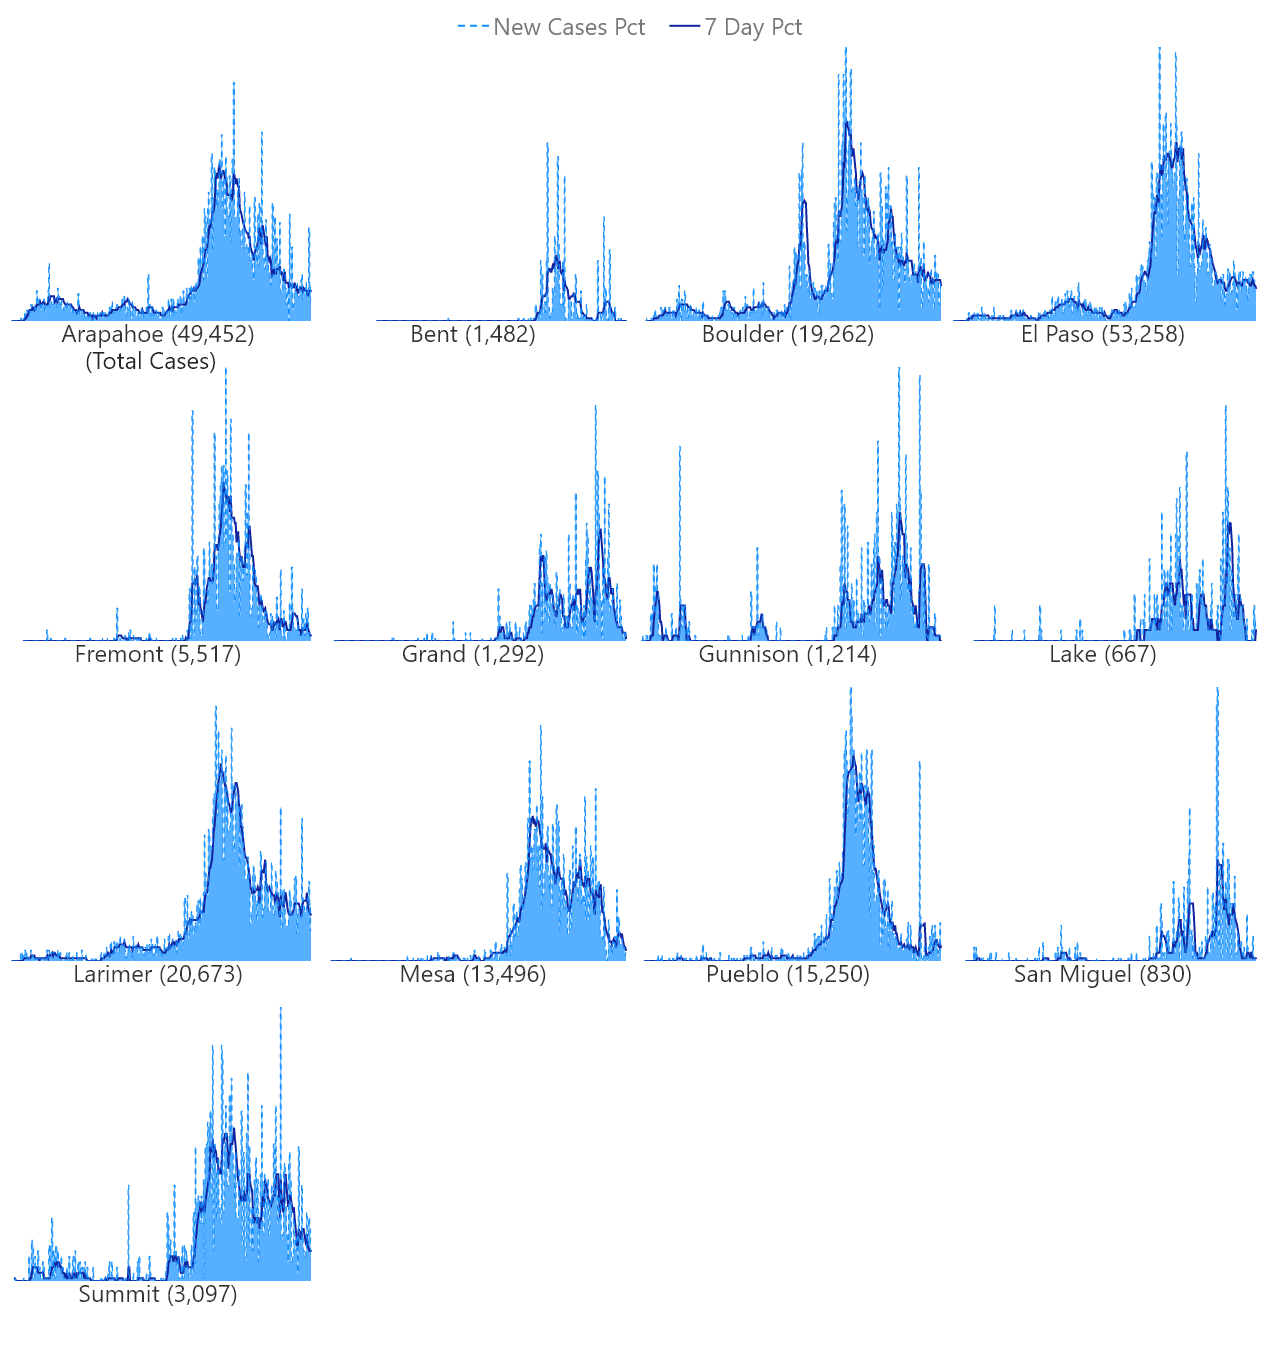 New Cases Pct 7 Day Pct
Arapahoe (49,452) Bent (1,482) Boulder (19,262) El Paso (53,258)
(Total Cases)
Fremont (5,517) Grand (1,292) Gunnison (1,214) Lake (667)
Larimer (20,673) Mesa (13,496) Pueblo (15,250) San Miguel (830)
Summit (3,097)